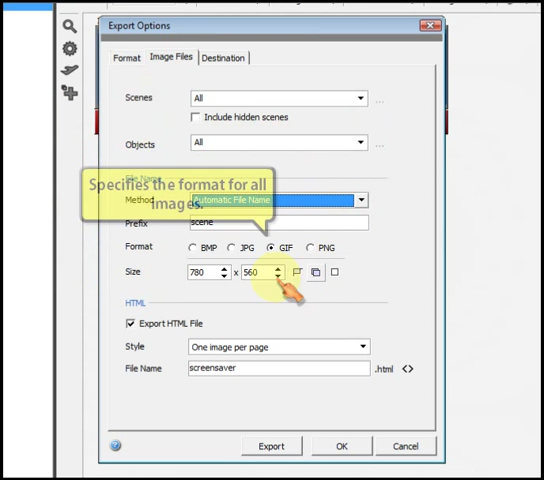 Export Options
Format Image Files Destination
Scenes All ...
Include hidden scenes
Objects All ...
File Name
Specifies the format for all
images.
Method Automatic File Name
Prefix scene
Format BMP JPG GIF PNG
Size 780 x 560
HTML
Export HTML File
Style One image per page
File Name screensaver .html <>
Export OK Cancel